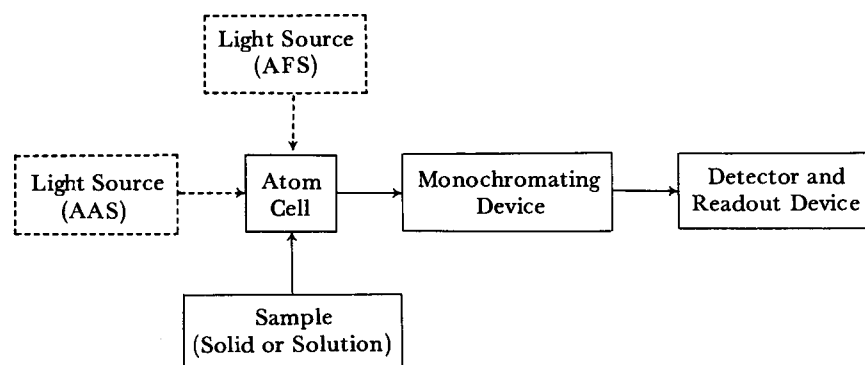 Light Source
(AFS)
Light Source
(AAS)
Atom
Cell
Monochromating
Device
Detector and
Readout Device
Sample
(Solid or Solution)